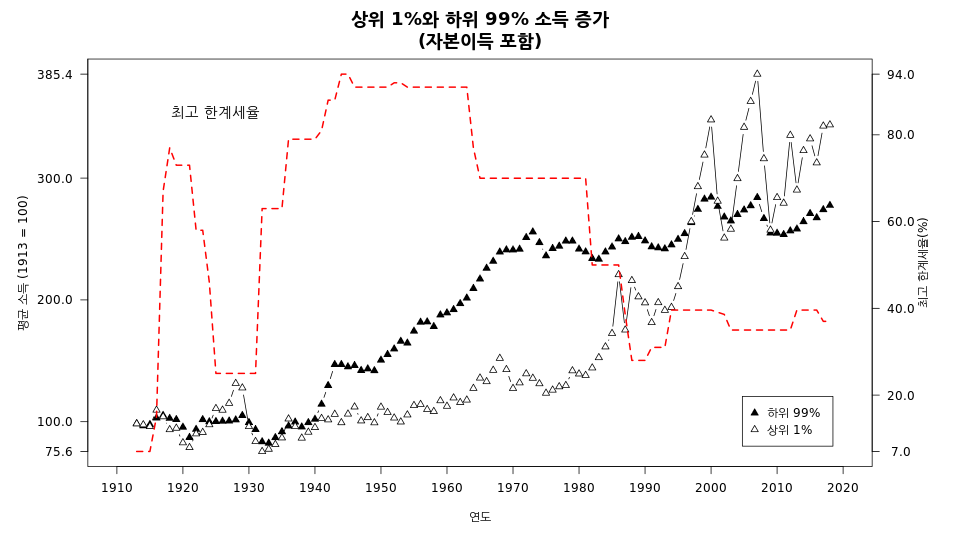 상위 1%와 하위 99% 소득 증가
(자본이득 포함)
최고 한계세율
평균 소득 (1913 = 100)
385.4
300.0
200.0
100.0
75.6
94.0
80.0
60.0
40.0
20.0
7.0
최고 한계세율(%)
하위 99%
상위 1%
1910 1920 1930 1940 1950 1960 1970 1980 1990 2000 2010 2020
연도